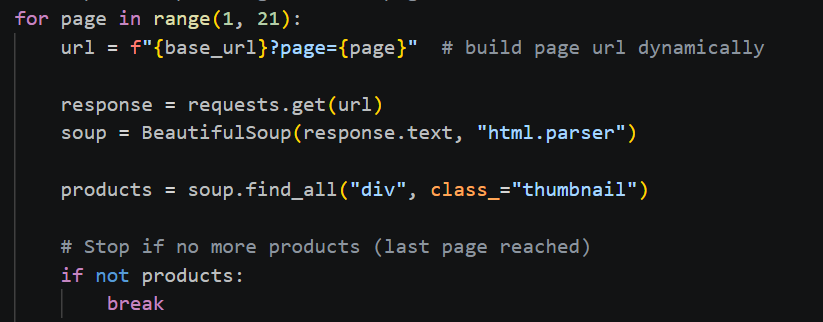 for page in range(1, 21):
    url = f"{base_url}?page={page}"  # build page url dynamically

    response = requests.get(url)
    soup = BeautifulSoup(response.text, "html.parser")

    products = soup.find_all("div", class_="thumbnail")

    # Stop if no more products (last page reached)
    if not products:
        break